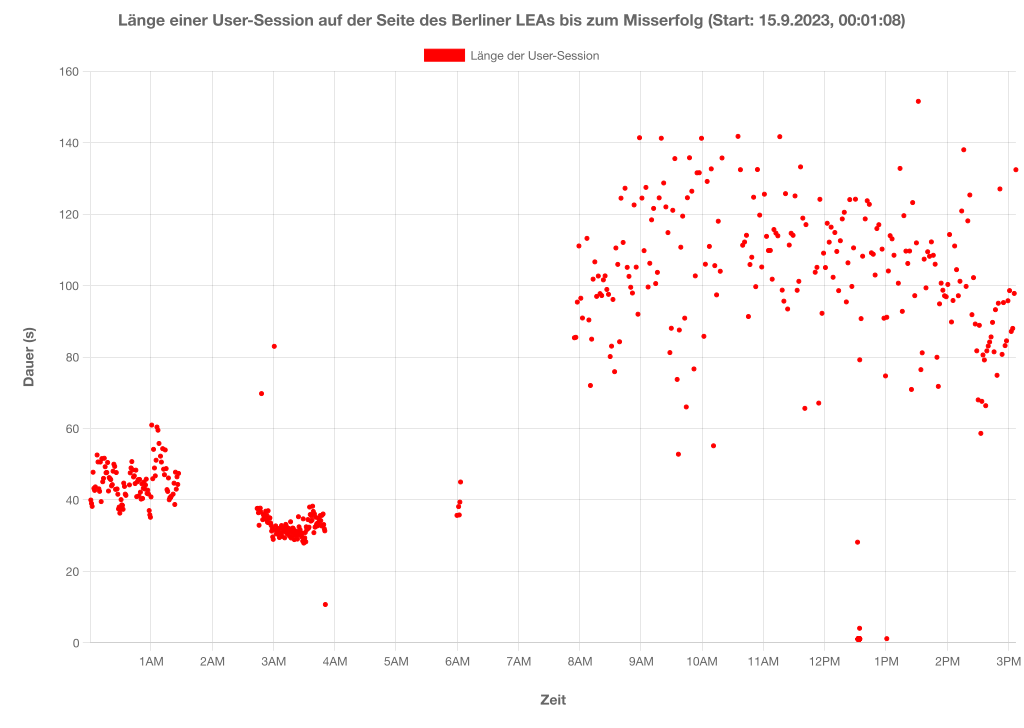 Länge einer User-Session auf der Seite des Berliner LEAs bis zum Misserfolg (Start: 15.9.2023, 00:01:08)
Länge der User-Session
160
140
120
100
80
60
40
20
0
Dauer (s)
1AM 2AM 3AM 4AM 5AM 6AM 7AM 8AM 9AM 10AM 11AM 12PM 1PM 2PM 3PM
Zeit